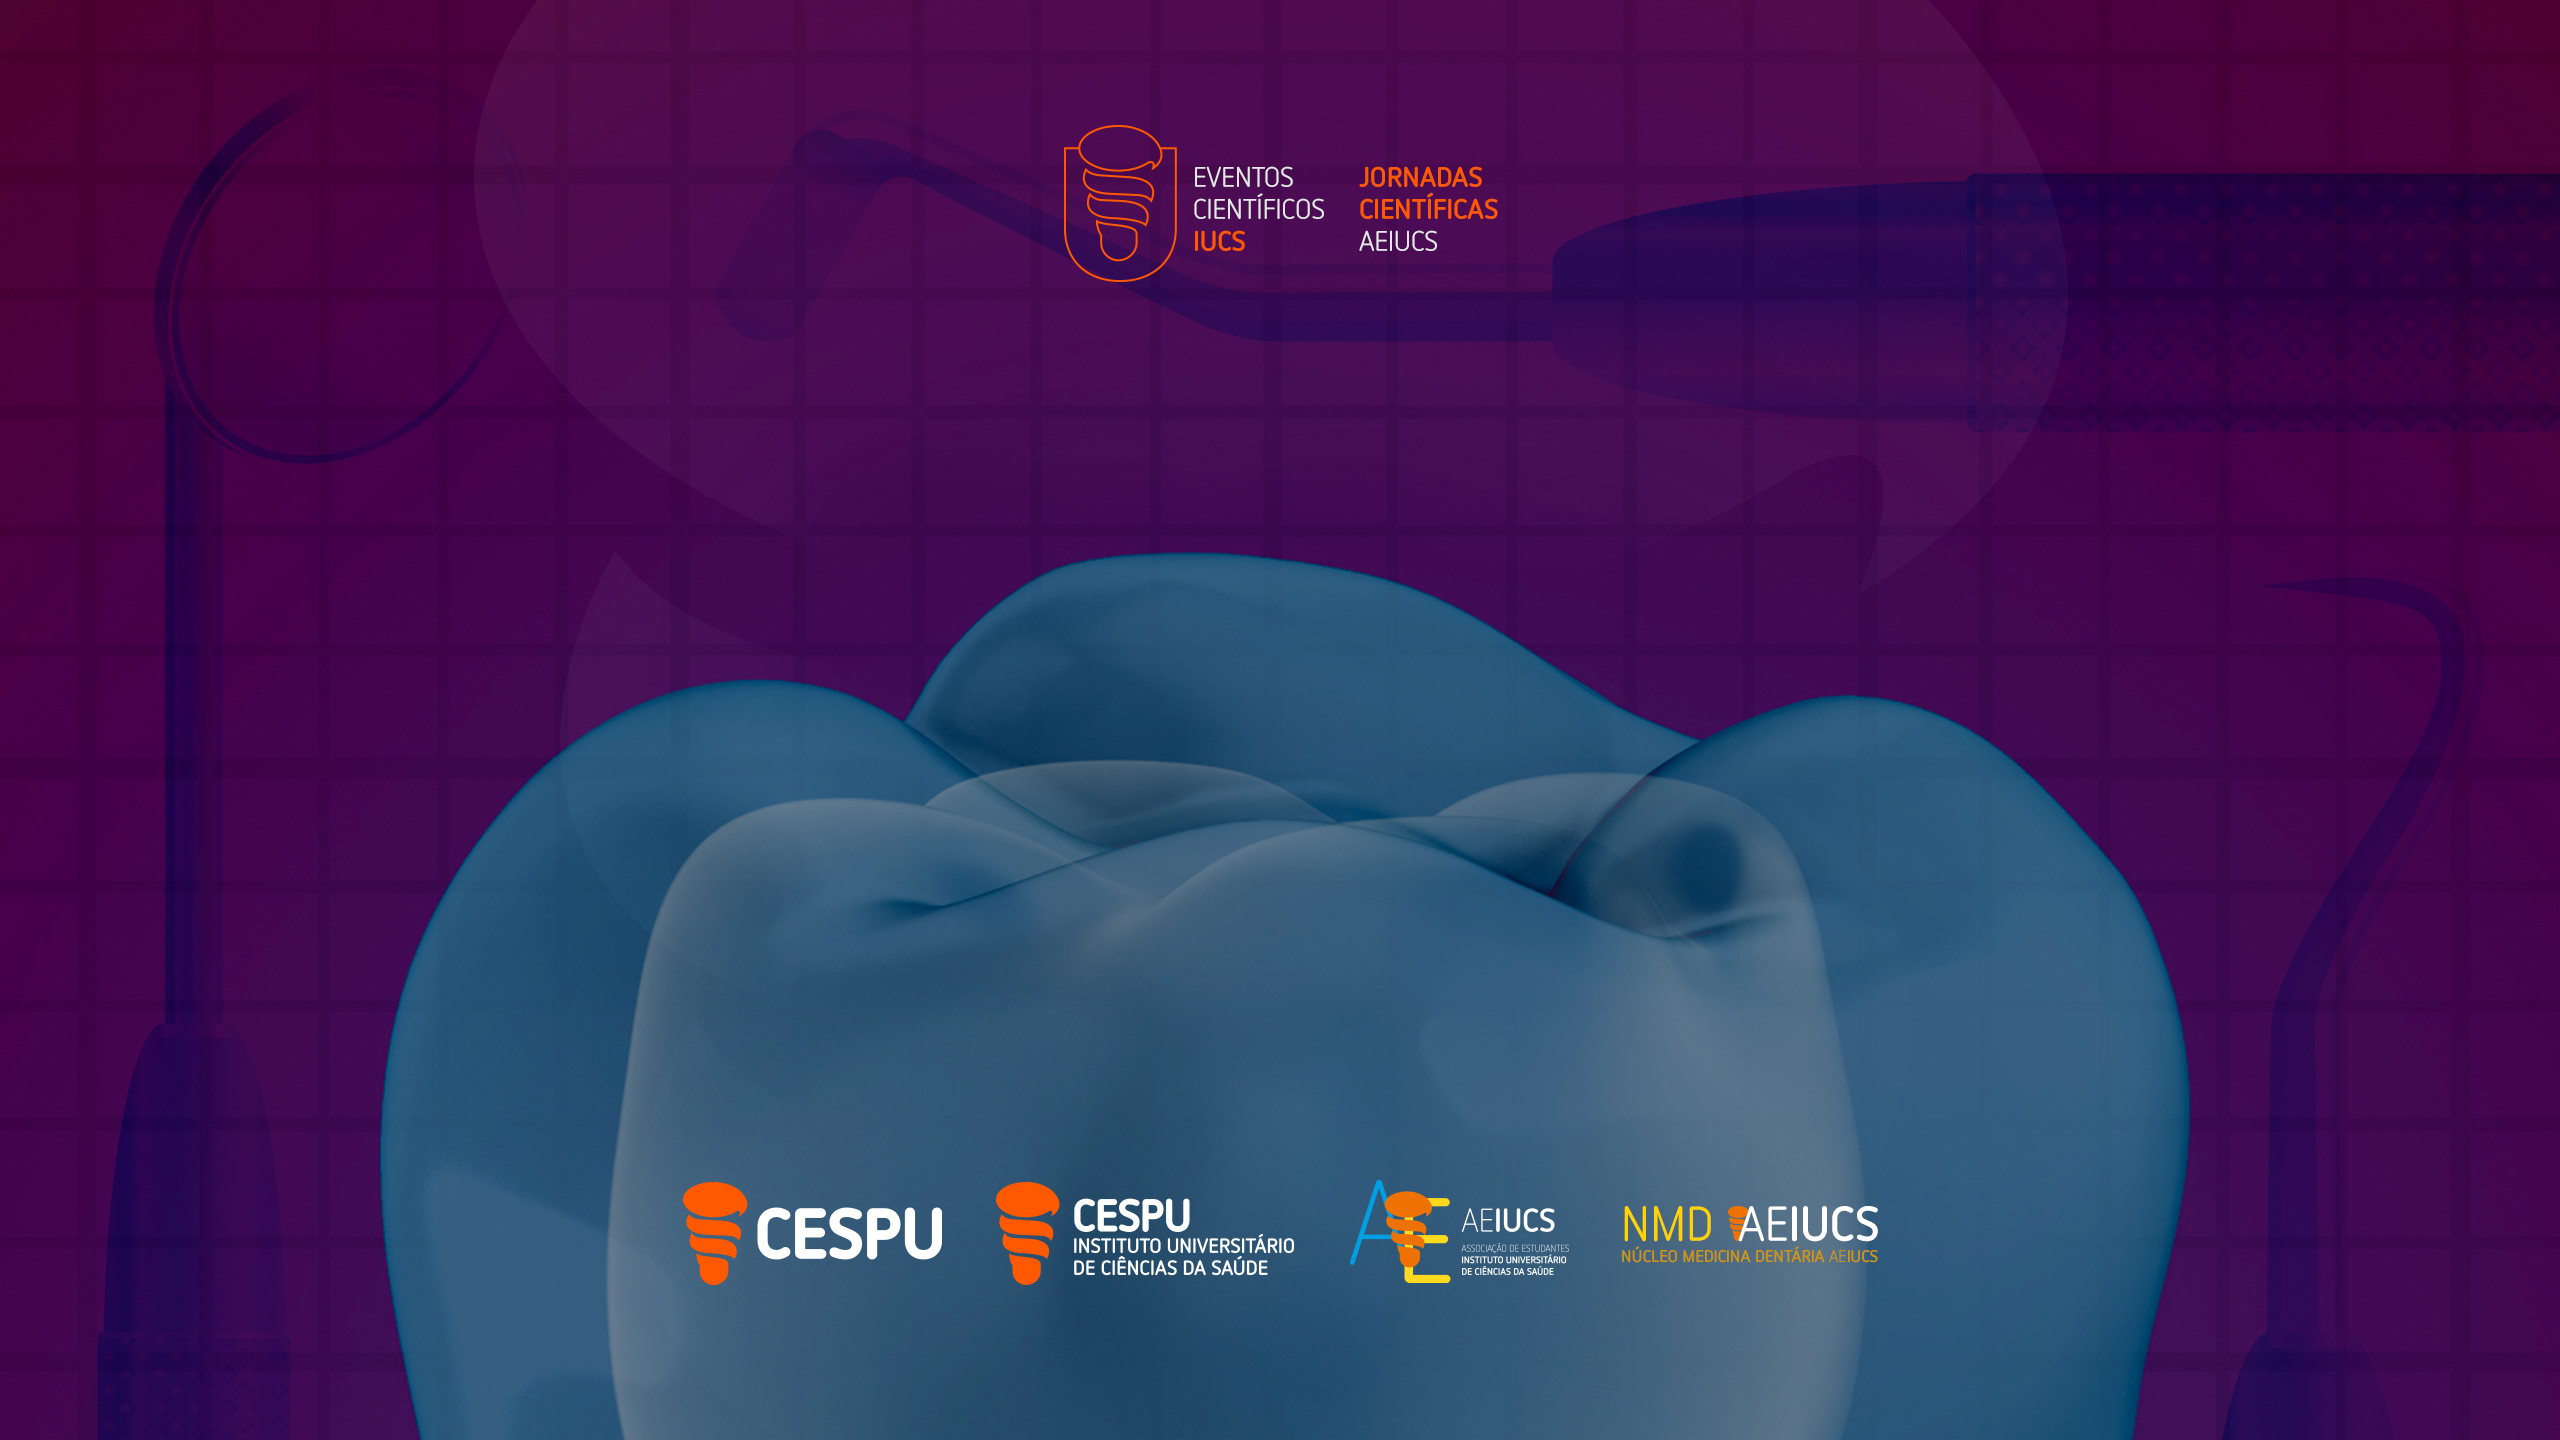 EVENTOS
CIENTÍFICOS
IUCS
JORNADAS
CIENTÍFICAS
AEIUCS
CESPU
CESPU
INSTITUTO UNIVERSITÁRIO
DE CIÊNCIAS DA SAÚDE
AE
AEIUCS
ASSOCIAÇÃO DE ESTUDANTES
INSTITUTO UNIVERSITÁRIO
DE CIÊNCIAS DA SAÚDE
NMD AEIUCS
NÚCLEO MEDICINA DENTÁRIA AEIUCS